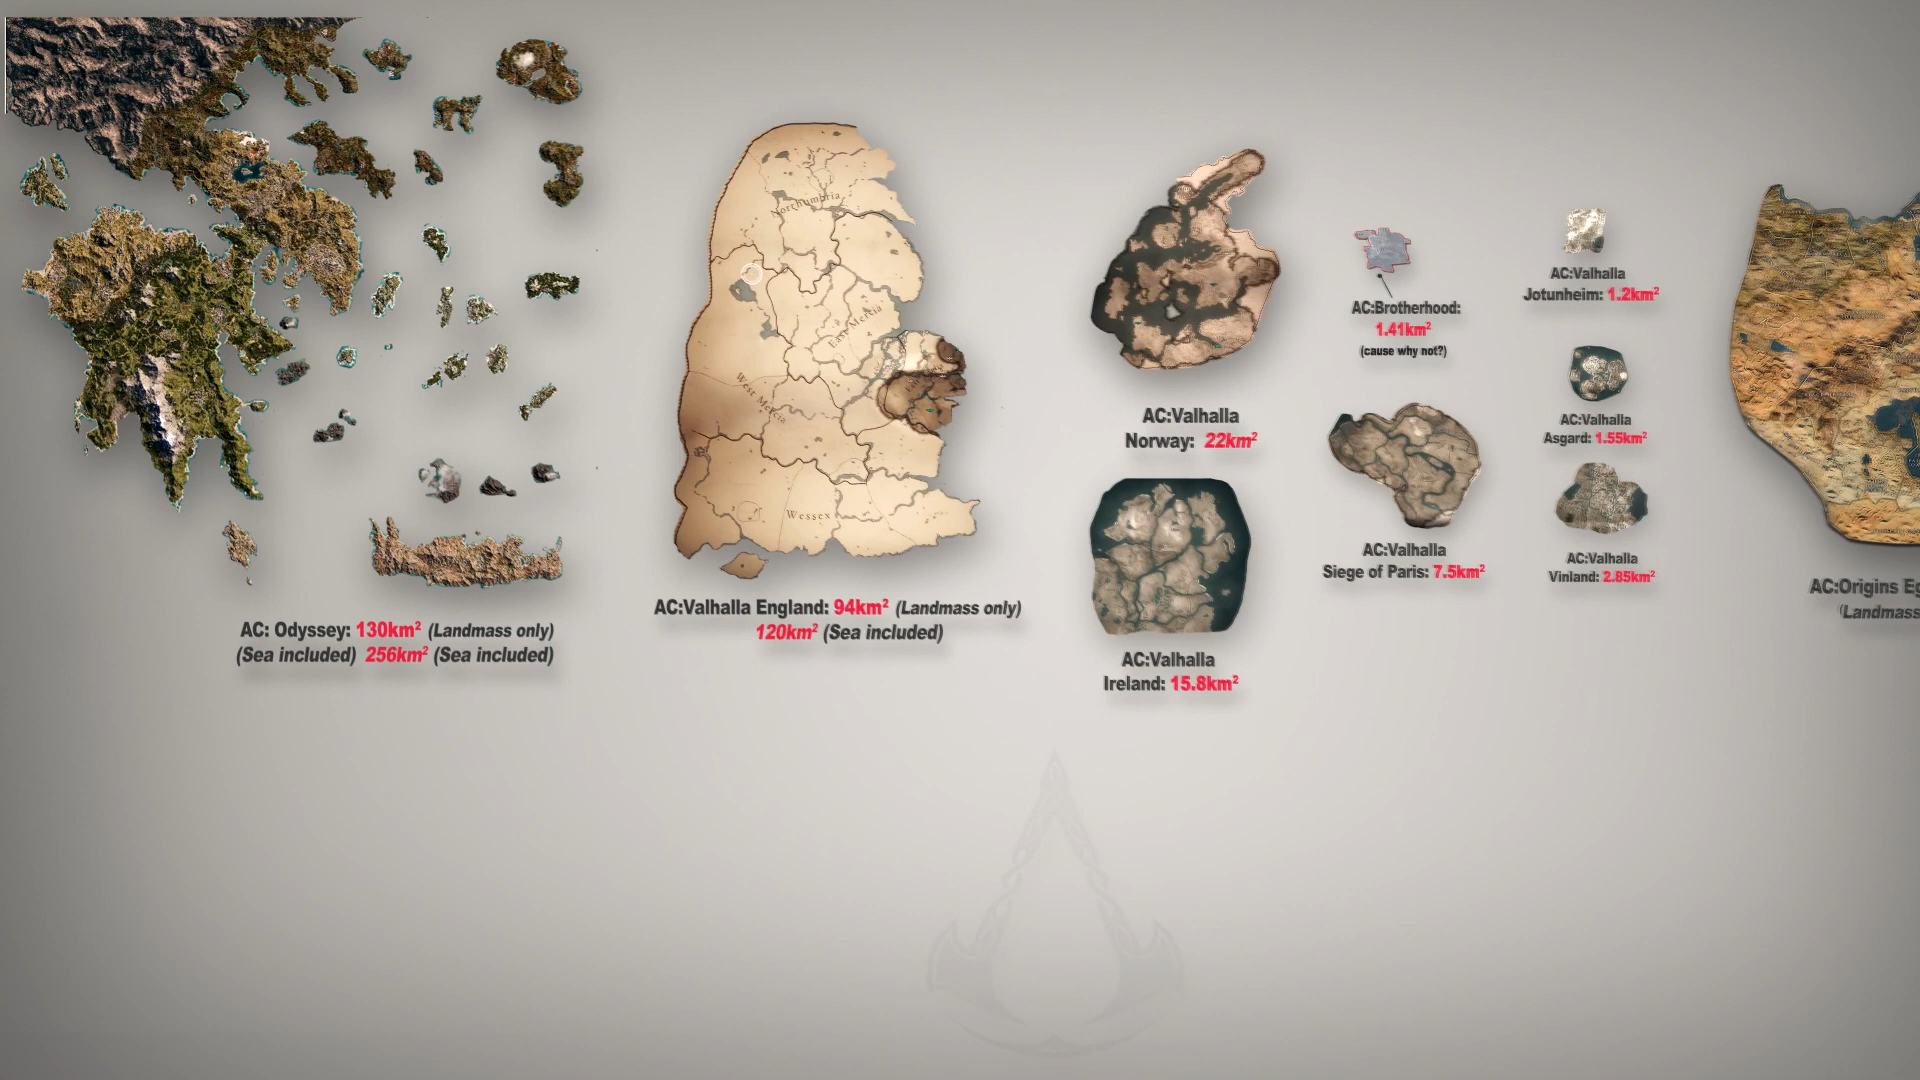 Northumbria
East Mercia
West Mercia
Wessex
AC: Odyssey: 130km² (Landmass only)
(Sea included) 256km² (Sea included)
AC:Valhalla England: 94km² (Landmass only)
120km² (Sea included)
AC:Valhalla
Norway: 22km²
AC:Valhalla
Ireland: 15.8km²
AC:Brotherhood:
1.41km²
(cause why not?)
AC:Valhalla
Siege of Paris: 7.5km²
AC:Valhalla
Jotunheim: 1.2km²
AC:Valhalla
Asgard: 1.55km²
AC:Valhalla
Vinland: 2.85km²
AC:Origins Eg
(Landmass